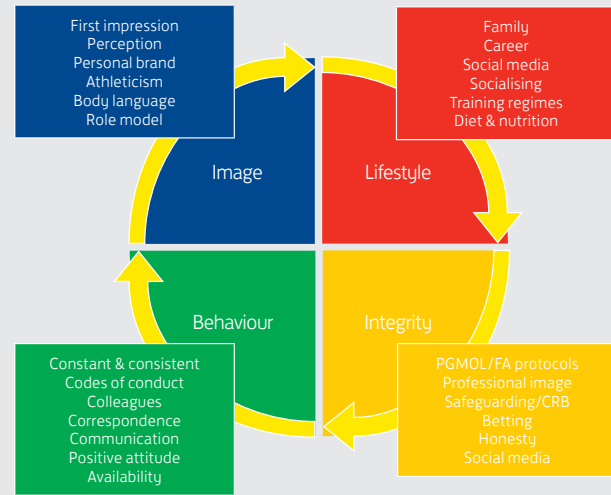 First impression
Perception
Personal brand
Athleticism
Body language
Role model
Family
Career
Social media
Socialising
Training regimes
Diet & nutrition
Image
Lifestyle
Behaviour
Integrity
Constant & consistent
Codes of conduct
Colleagues
Correspondence
Communication
Positive attitude
Availability
PGMOL/FA protocols
Professional image
Safeguarding/CRB
Betting
Honesty
Social media